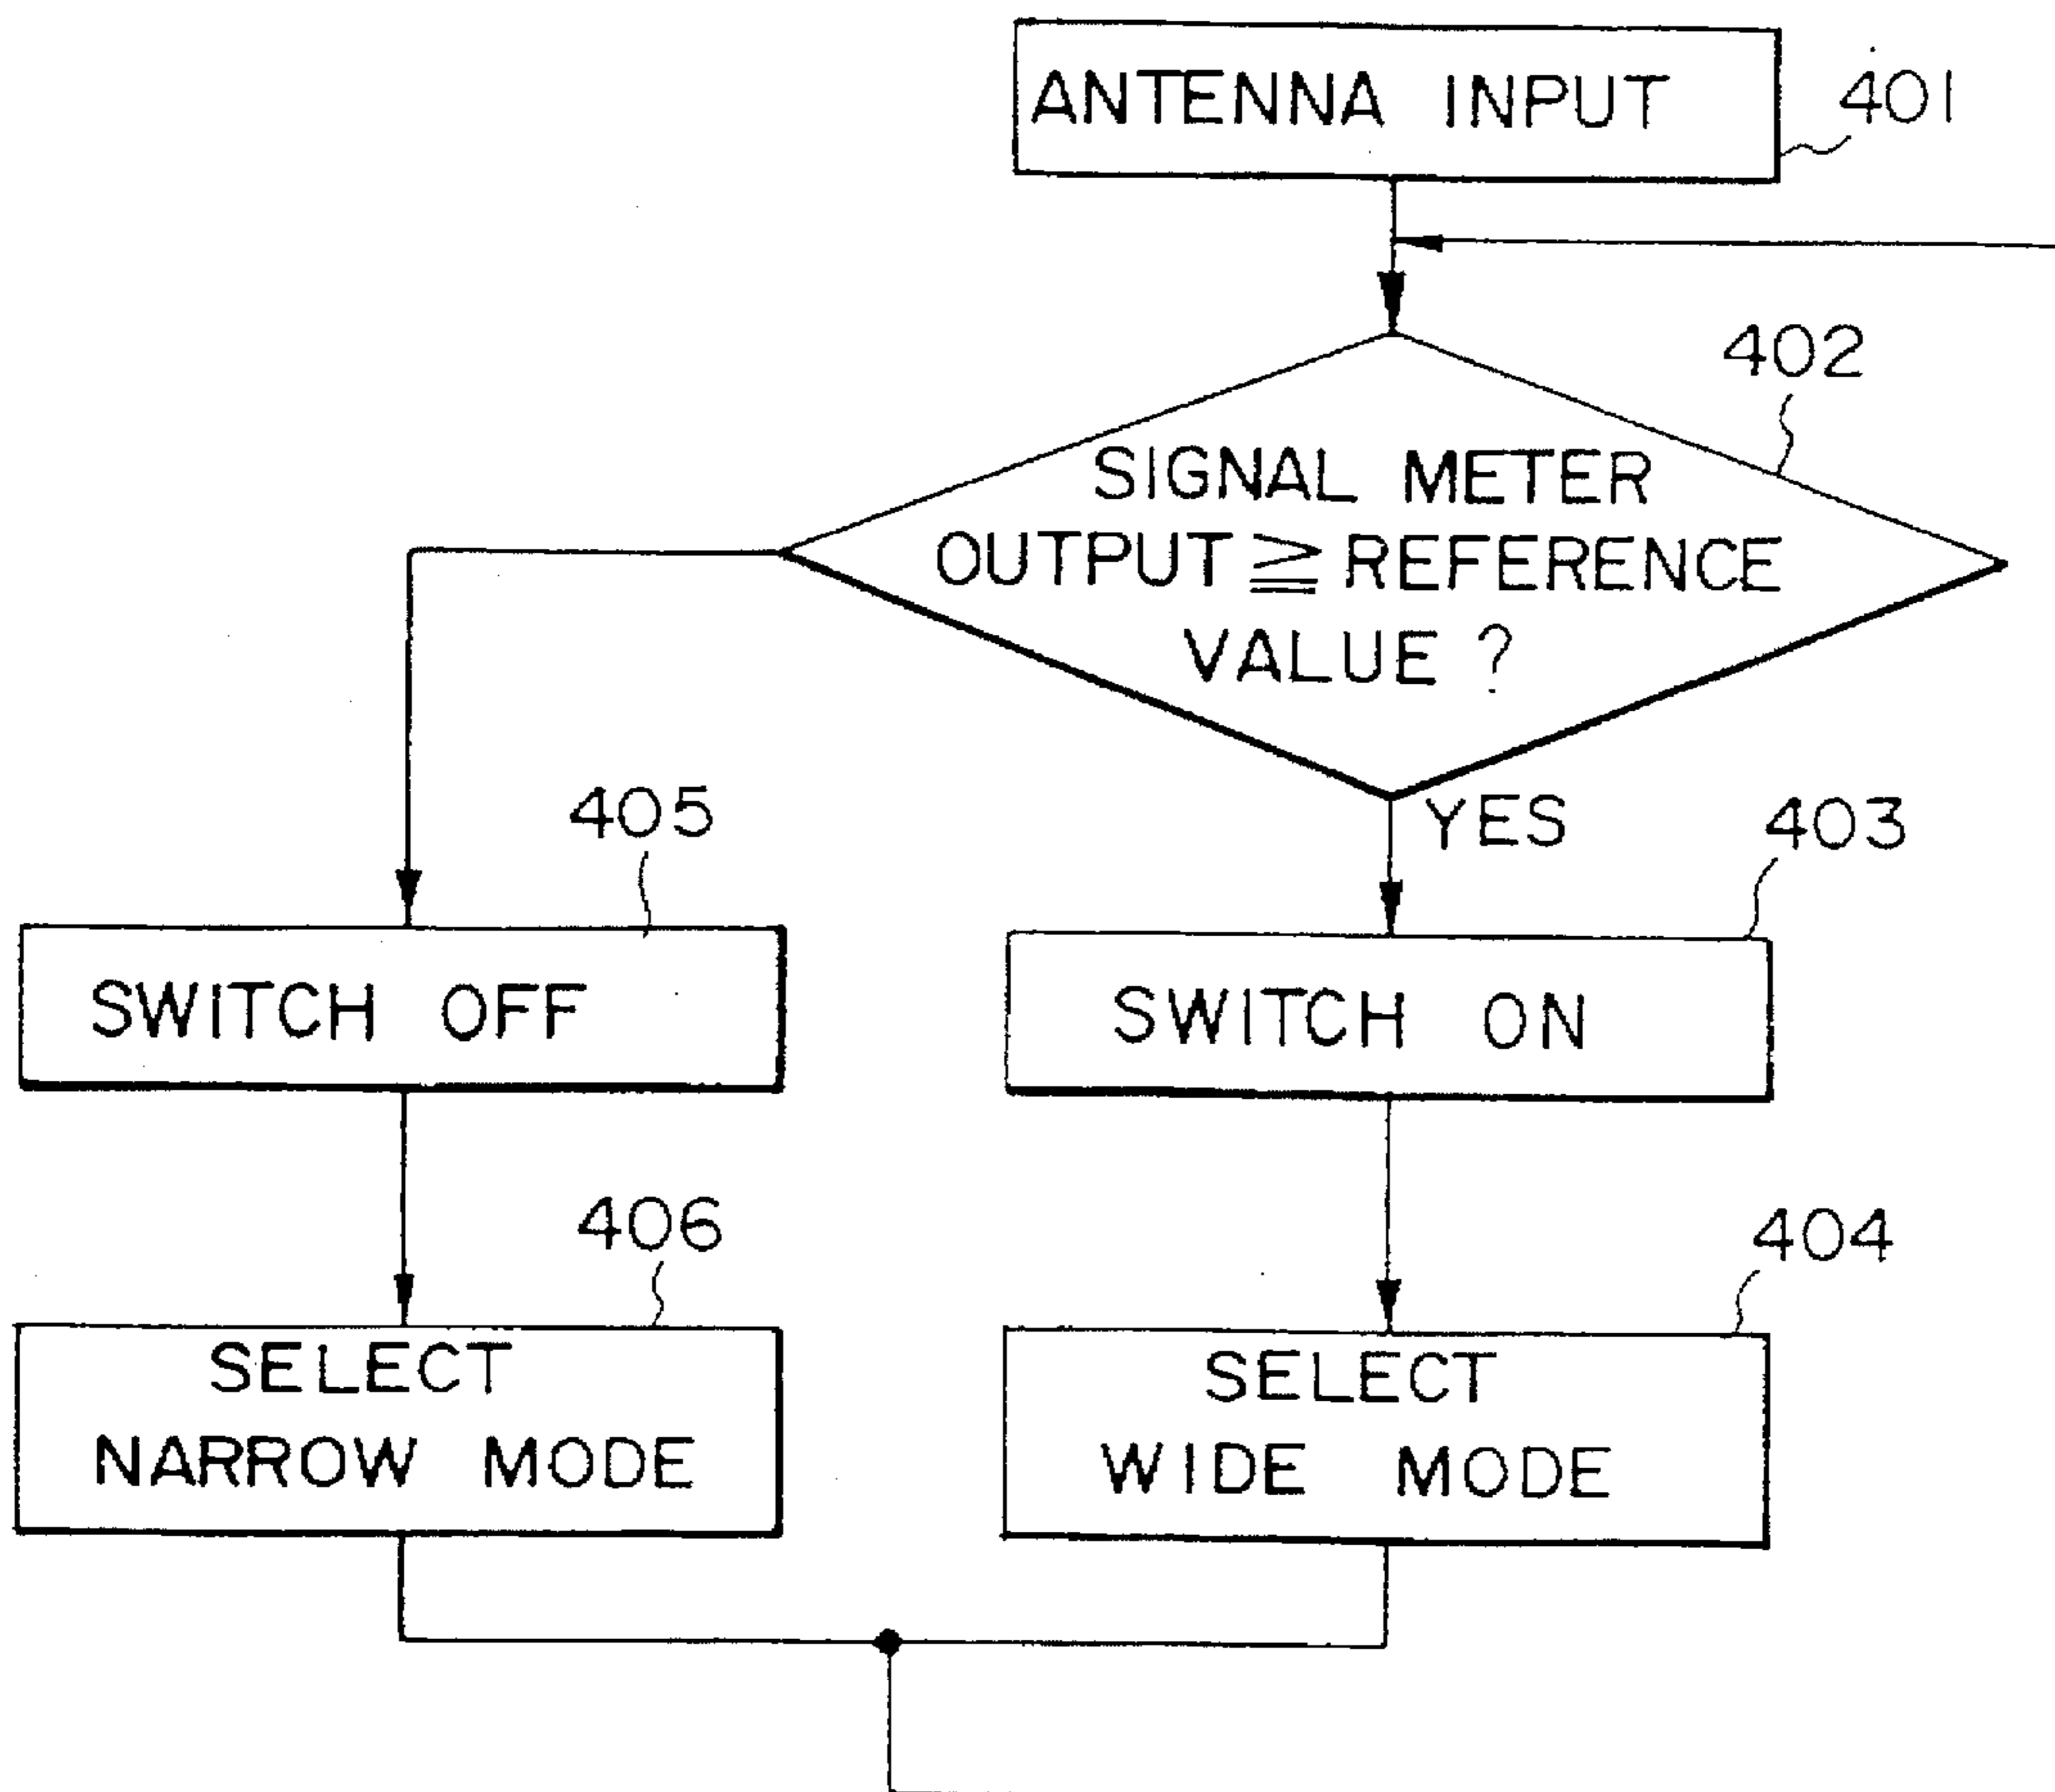 ANTENNA INPUT
401
402
SIGNAL METER
OUTPUT ≧ REFERENCE
VALUE ?
YES
405
403
SWITCH OFF
SWITCH ON
406
404
SELECT
NARROW MODE
SELECT
WIDE MODE